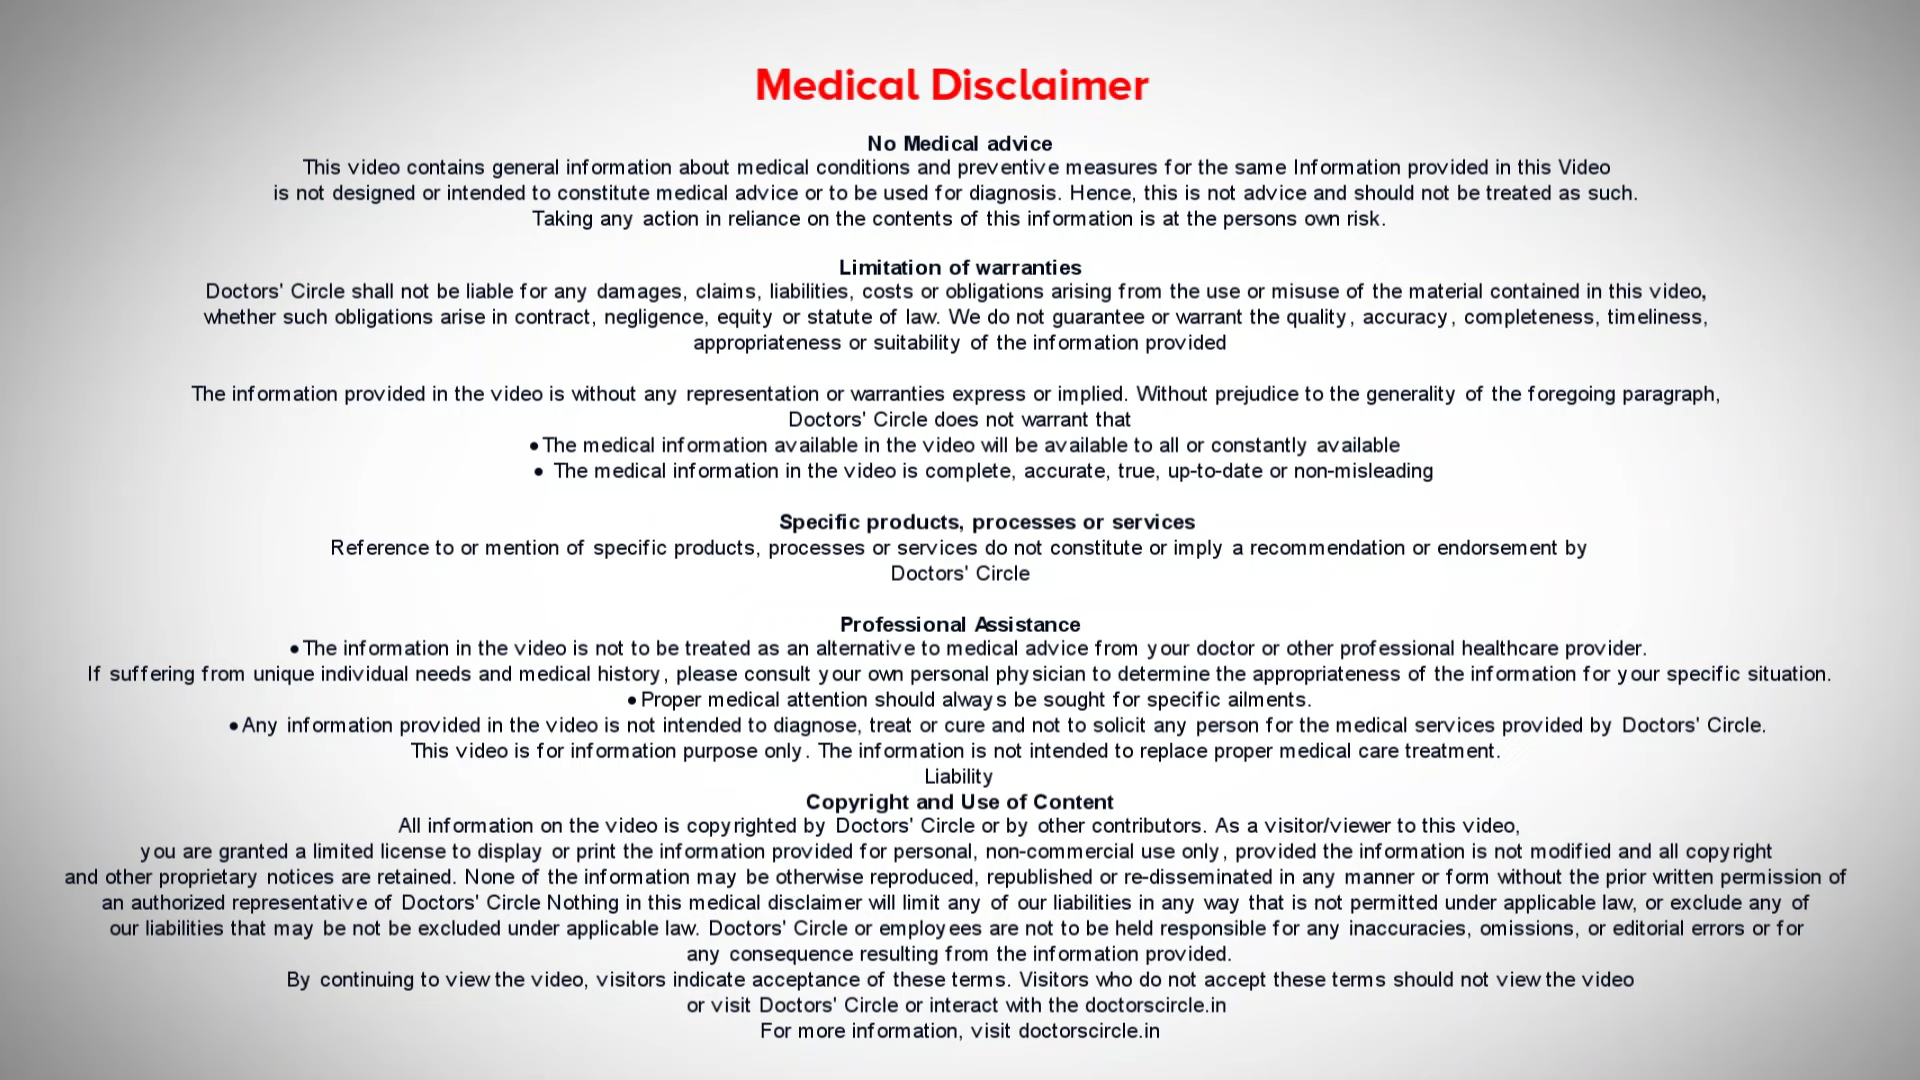 Medical Disclaimer
No Medical advice
This video contains general information about medical conditions and preventive measures for the same Information provided in this Video
is not designed or intended to constitute medical advice or to be used for diagnosis. Hence, this is not advice and should not be treated as such.
Taking any action in reliance on the contents of this information is at the persons own risk.
Limitation of warranties
Doctors' Circle shall not be liable for any damages, claims, liabilities, costs or obligations arising from the use or misuse of the material contained in this video,
whether such obligations arise in contract, negligence, equity or statute of law. We do not guarantee or warrant the quality, accuracy, completeness, timeliness,
appropriateness or suitability of the information provided
The information provided in the video is without any representation or warranties express or implied. Without prejudice to the generality of the foregoing paragraph,
Doctors' Circle does not warrant that
•The medical information available in the video will be available to all or constantly available
• The medical information in the video is complete, accurate, true, up-to-date or non-misleading
Specific products, processes or services
Reference to or mention of specific products, processes or services do not constitute or imply a recommendation or endorsement by
Doctors' Circle
Professional Assistance
•The information in the video is not to be treated as an alternative to medical advice from your doctor or other professional healthcare provider.
If suffering from unique individual needs and medical history, please consult your own personal physician to determine the appropriateness of the information for your specific situation.
•Proper medical attention should always be sought for specific ailments.
•Any information provided in the video is not intended to diagnose, treat or cure and not to solicit any person for the medical services provided by Doctors' Circle.
This video is for information purpose only. The information is not intended to replace proper medical care treatment.
Liability
Copyright and Use of Content
All information on the video is copyrighted by Doctors' Circle or by other contributors. As a visitor/viewer to this video,
you are granted a limited license to display or print the information provided for personal, non-commercial use only, provided the information is not modified and all copyright
and other proprietary notices are retained. None of the information may be otherwise reproduced, republished or re-disseminated in any manner or form without the prior written permission of
an authorized representative of Doctors' Circle Nothing in this medical disclaimer will limit any of our liabilities in any way that is not permitted under applicable law, or exclude any of
our liabilities that may be not be excluded under applicable law. Doctors' Circle or employees are not to be held responsible for any inaccuracies, omissions, or editorial errors or for
any consequence resulting from the information provided.
By continuing to view the video, visitors indicate acceptance of these terms. Visitors who do not accept these terms should not view the video
or visit Doctors' Circle or interact with the doctorscircle.in
For more information, visit doctorscircle.in